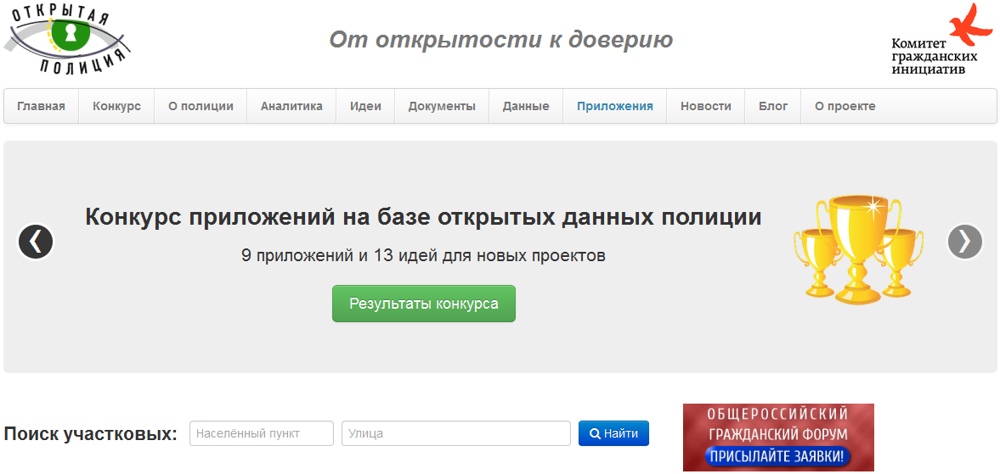 ОТКРЫТАЯ
ПОЛИЦИЯ
От открытости к доверию
Комитет
гражданских
инициатив
Главная Конкурс О полиции Аналитика Идеи Документы Данные Приложения Новости Блог О проекте
Конкурс приложений на базе открытых данных полиции
9 приложений и 13 идей для новых проектов
Результаты конкурса
Поиск участковых: Населённый пункт Улица Найти
ОБЩЕРОССИЙСКИЙ
ГРАЖДАНСКИЙ ФОРУМ
ПРИСЫЛАЙТЕ ЗАЯВКИ!